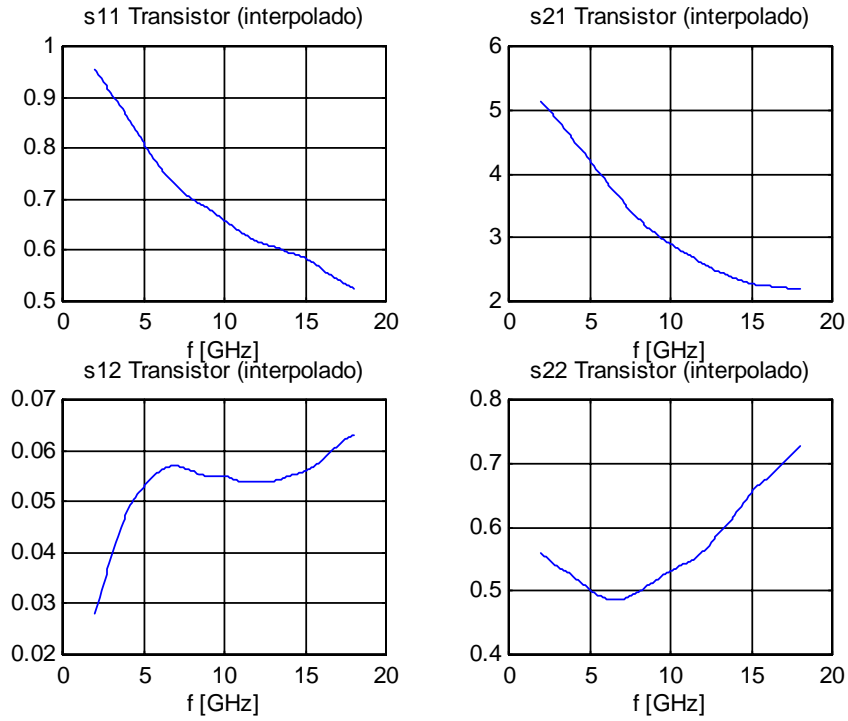 s11 Transistor (interpolado)
1
0.9
0.8
0.7
0.6
0.5
0 5 10 15 20
f [GHz]
s21 Transistor (interpolado)
6
5
4
3
2
0 5 10 15 20
f [GHz]
s12 Transistor (interpolado)
0.07
0.06
0.05
0.04
0.03
0.02
0 5 10 15 20
f [GHz]
s22 Transistor (interpolado)
0.8
0.7
0.6
0.5
0.4
0 5 10 15 20
f [GHz]